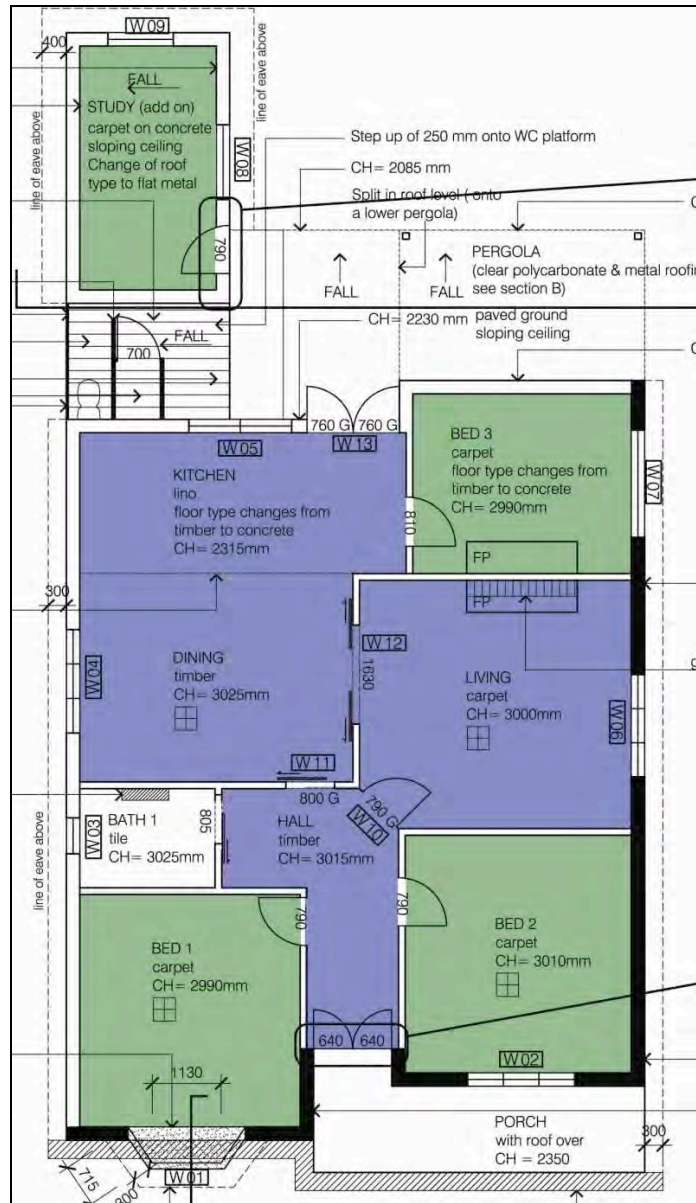 W09
400
FALL
STUDY (add on)
carpet on concrete
sloping ceiling
Change of roof
type to flat metal
line of eave above
line of eave above
W08
790
Step up of 250 mm onto WC platform
CH= 2085 mm
Split in roof level ( onto
a lower pergola)
PERGOLA
(clear polycarbonate & metal roofin
see section B)
paved ground
sloping ceiling
FALL
FALL
FALL
700
CH= 2230 mm
760 G
760 G
W05
W13
KITCHEN
lino
floor type changes from
timber to concrete
CH= 2315mm
BED 3
carpet
floor type changes from
timber to concrete
CH= 2990mm
W07
810
FP
FP
300
W04
DINING
timber
CH= 3025mm
W12
1630
LIVING
carpet
CH= 3000mm
W06
W11
800 G
790 G
W10
W03
BATH 1
tile
CH= 3025mm
805
HALL
timber
CH= 3015mm
line of eave above
790
790
BED 1
carpet
CH= 2990mm
BED 2
carpet
CH= 3010mm
640
640
W02
1130
PORCH
with roof over
CH = 2350
300
715
800
W01